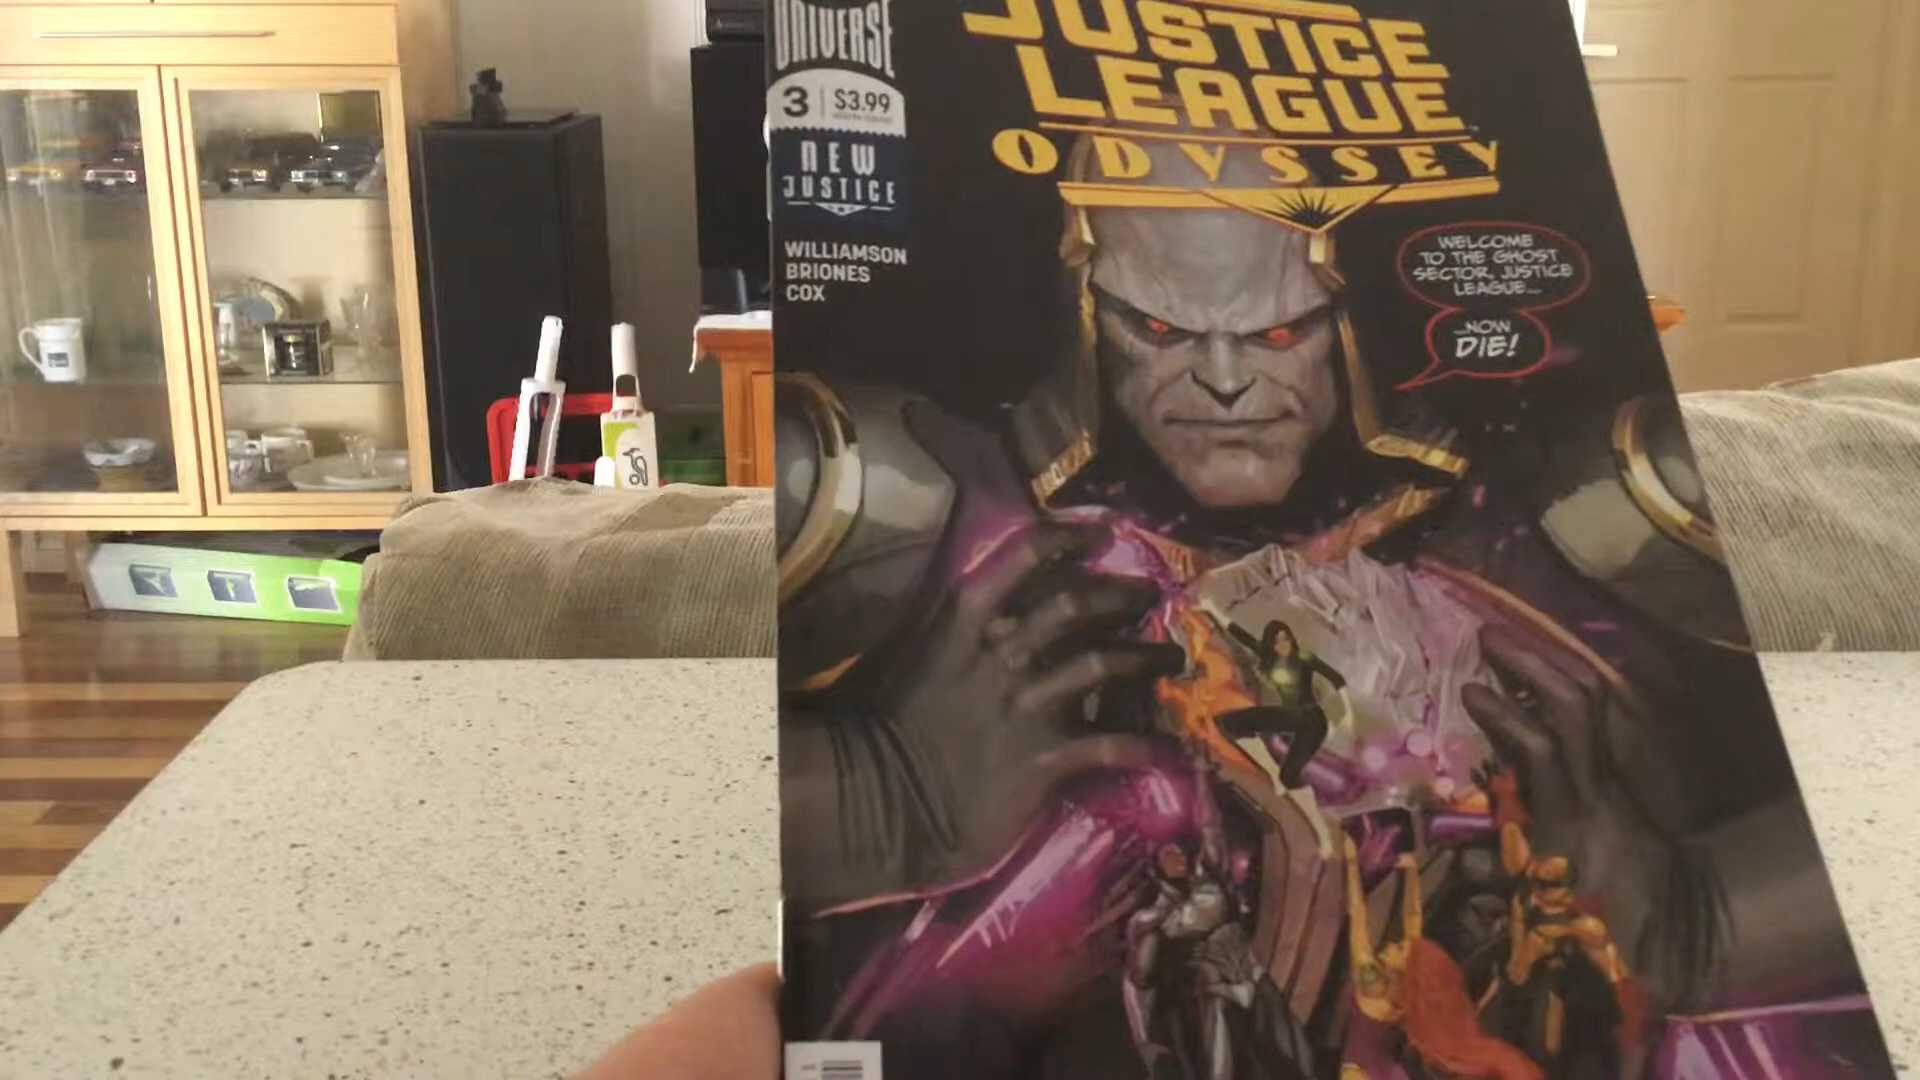 UNIVERSE
3 $3.99
NEW
JUSTICE
WILLIAMSON
BRIONES
COX
JUSTICE
LEAGUE
ODYSSEY
WELCOME
TO THE GHOST
SECTOR, JUSTICE
LEAGUE...
...NOW
DIE!